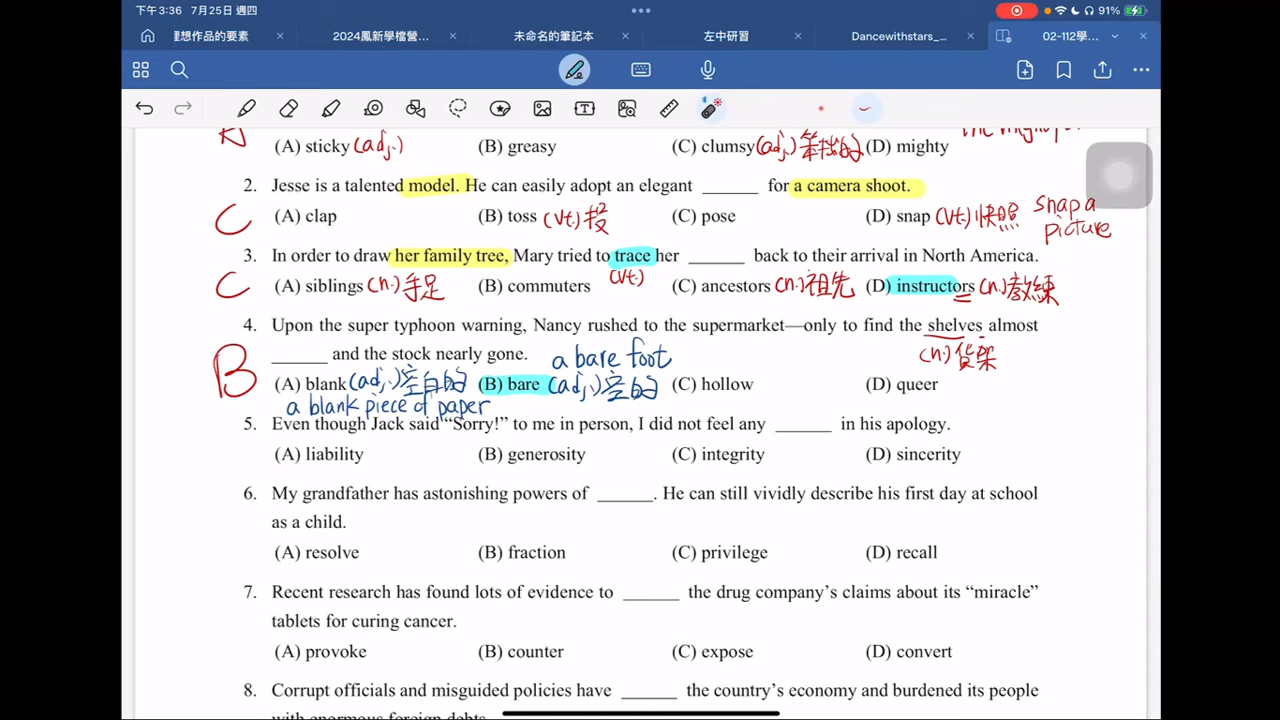 下午3:36 7月25日 週四
91%
理想作品的要素 ×
2024鳳新學檔營... ×
未命名的筆記本 ×
左中研習 ×
Dancewithstars_... ×
02-112學... ×
(A) sticky (adj.) (B) greasy (C) clumsy (adj.) 笨拙的 (D) mighty
2. Jesse is a talented model. He can easily adopt an elegant ______ for a camera shoot.
C (A) clap (B) toss (vt.) 投 (C) pose (D) snap (vt.) 快照 snap a
picture
3. In order to draw her family tree, Mary tried to trace her ______ back to their arrival in North America.
(vt.)
C (A) siblings (n.) 手足 (B) commuters (C) ancestors (n.) 祖先 (D) instructors (n.) 教練
4. Upon the super typhoon warning, Nancy rushed to the supermarket—only to find the shelves almost
______ and the stock nearly gone. a bare foot (n.) 貨架
B (A) blank (adj.) 空白的 (B) bare (adj.) 空的 (C) hollow (D) queer
a blank piece of paper
5. Even though Jack said “Sorry!” to me in person, I did not feel any ______ in his apology.
(A) liability (B) generosity (C) integrity (D) sincerity
6. My grandfather has astonishing powers of ______. He can still vividly describe his first day at school
as a child.
(A) resolve (B) fraction (C) privilege (D) recall
7. Recent research has found lots of evidence to ______ the drug company’s claims about its “miracle”
tablets for curing cancer.
(A) provoke (B) counter (C) expose (D) convert
8. Corrupt officials and misguided policies have ______ the country’s economy and burdened its people
with enormous foreign debts.